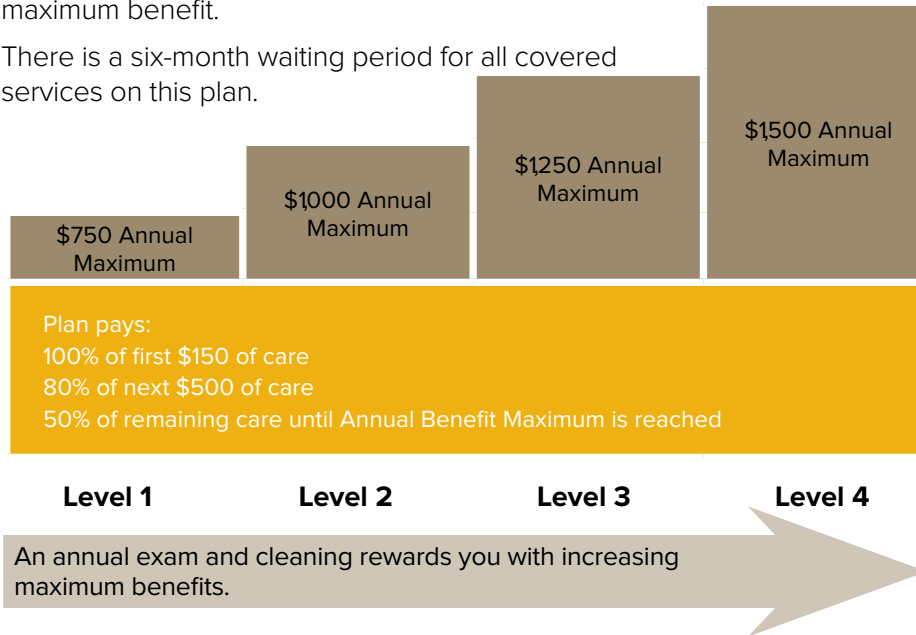 maximum benefit.
There is a six-month waiting period for all covered
services on this plan.
$750 Annual
Maximum
$1,000 Annual
Maximum
$1,250 Annual
Maximum
$1,500 Annual
Maximum
Plan pays:
100% of first $150 of care
80% of next $500 of care
50% of remaining care until Annual Benefit Maximum is reached
Level 1
Level 2
Level 3
Level 4
An annual exam and cleaning rewards you with increasing
maximum benefits.